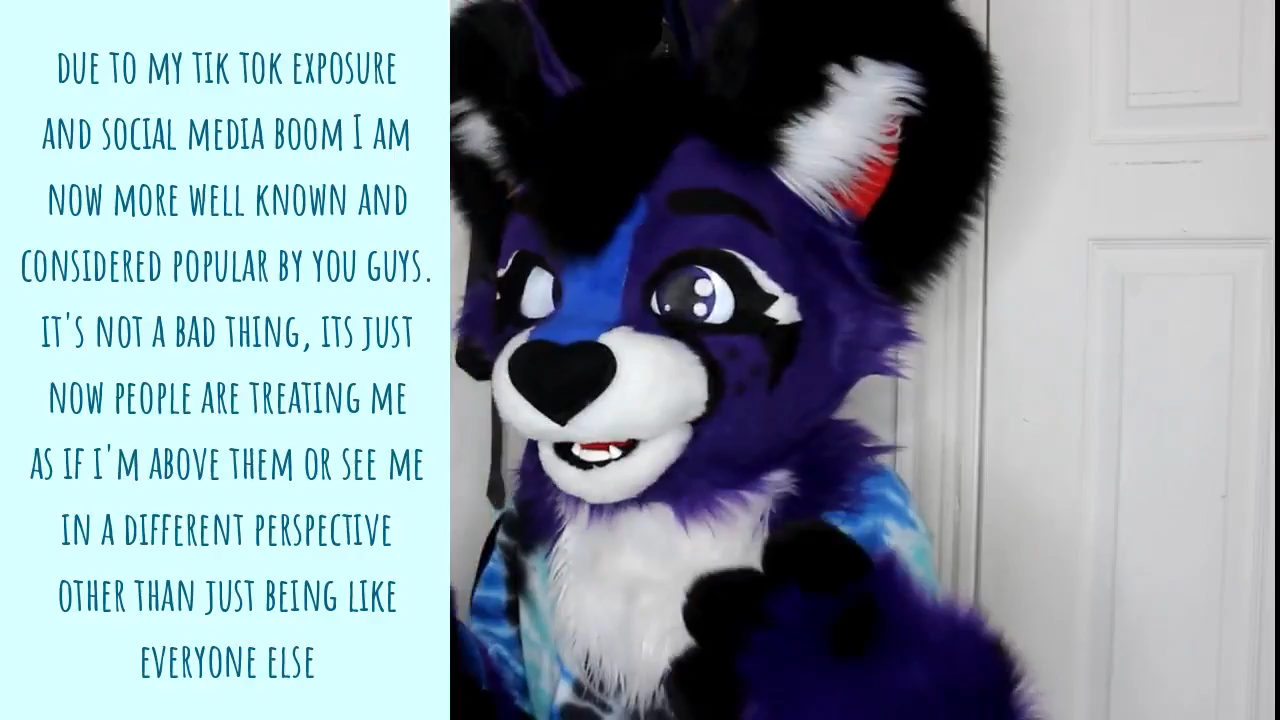 DUE TO MY TIK TOK EXPOSURE
AND SOCIAL MEDIA BOOM I AM
NOW MORE WELL KNOWN AND
CONSIDERED POPULAR BY YOU GUYS.
IT'S NOT A BAD THING, ITS JUST
NOW PEOPLE ARE TREATING ME
AS IF I'M ABOVE THEM OR SEE ME
IN A DIFFERENT PERSPECTIVE
OTHER THAN JUST BEING LIKE
EVERYONE ELSE